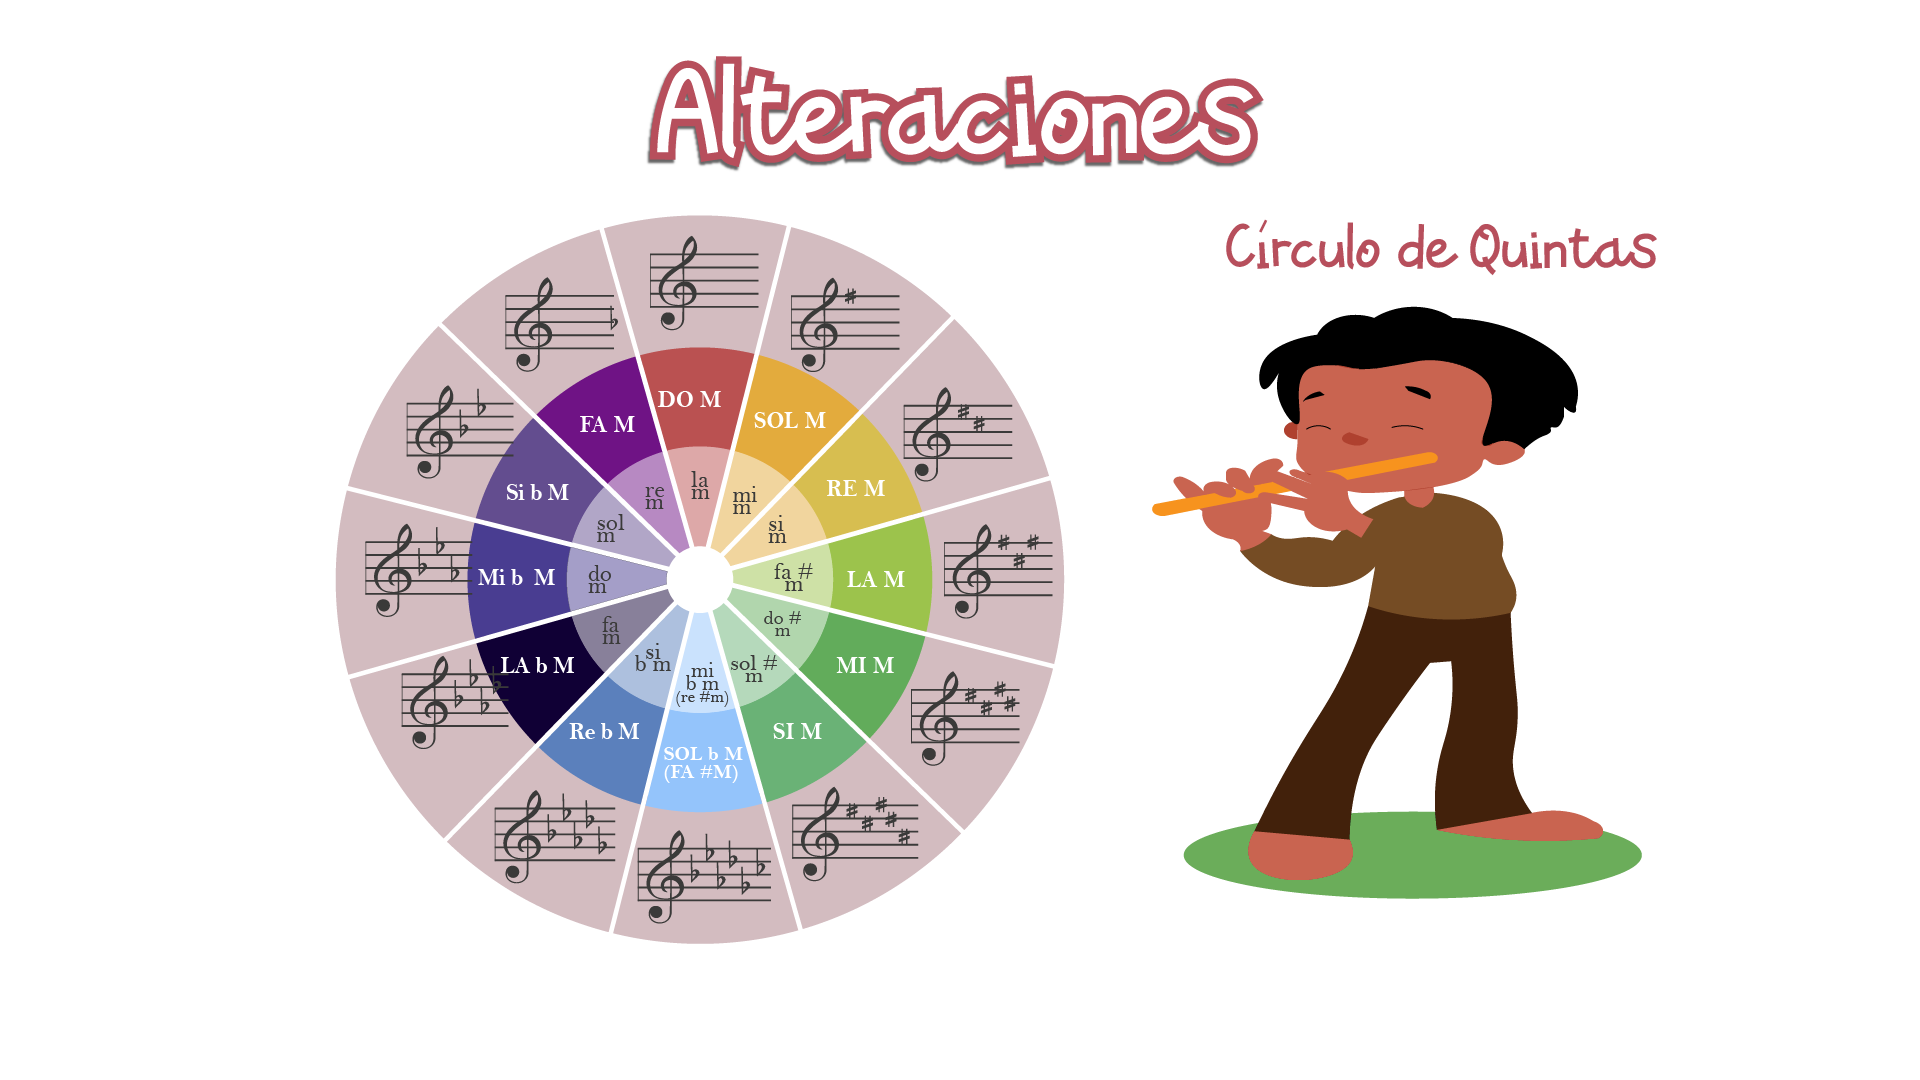 Alteraciones
Círculo de Quintas
DO M
SOL M
RE M
LA M
MI M
SI M
SOL b M
(FA #M)
Re b M
LA b M
Mi b M
Si b M
FA M
la
m
mi
m
si
m
fa #
m
do #
m
sol #
m
mi
b m
(re #m)
si
b m
fa
m
do
m
sol
m
re
m